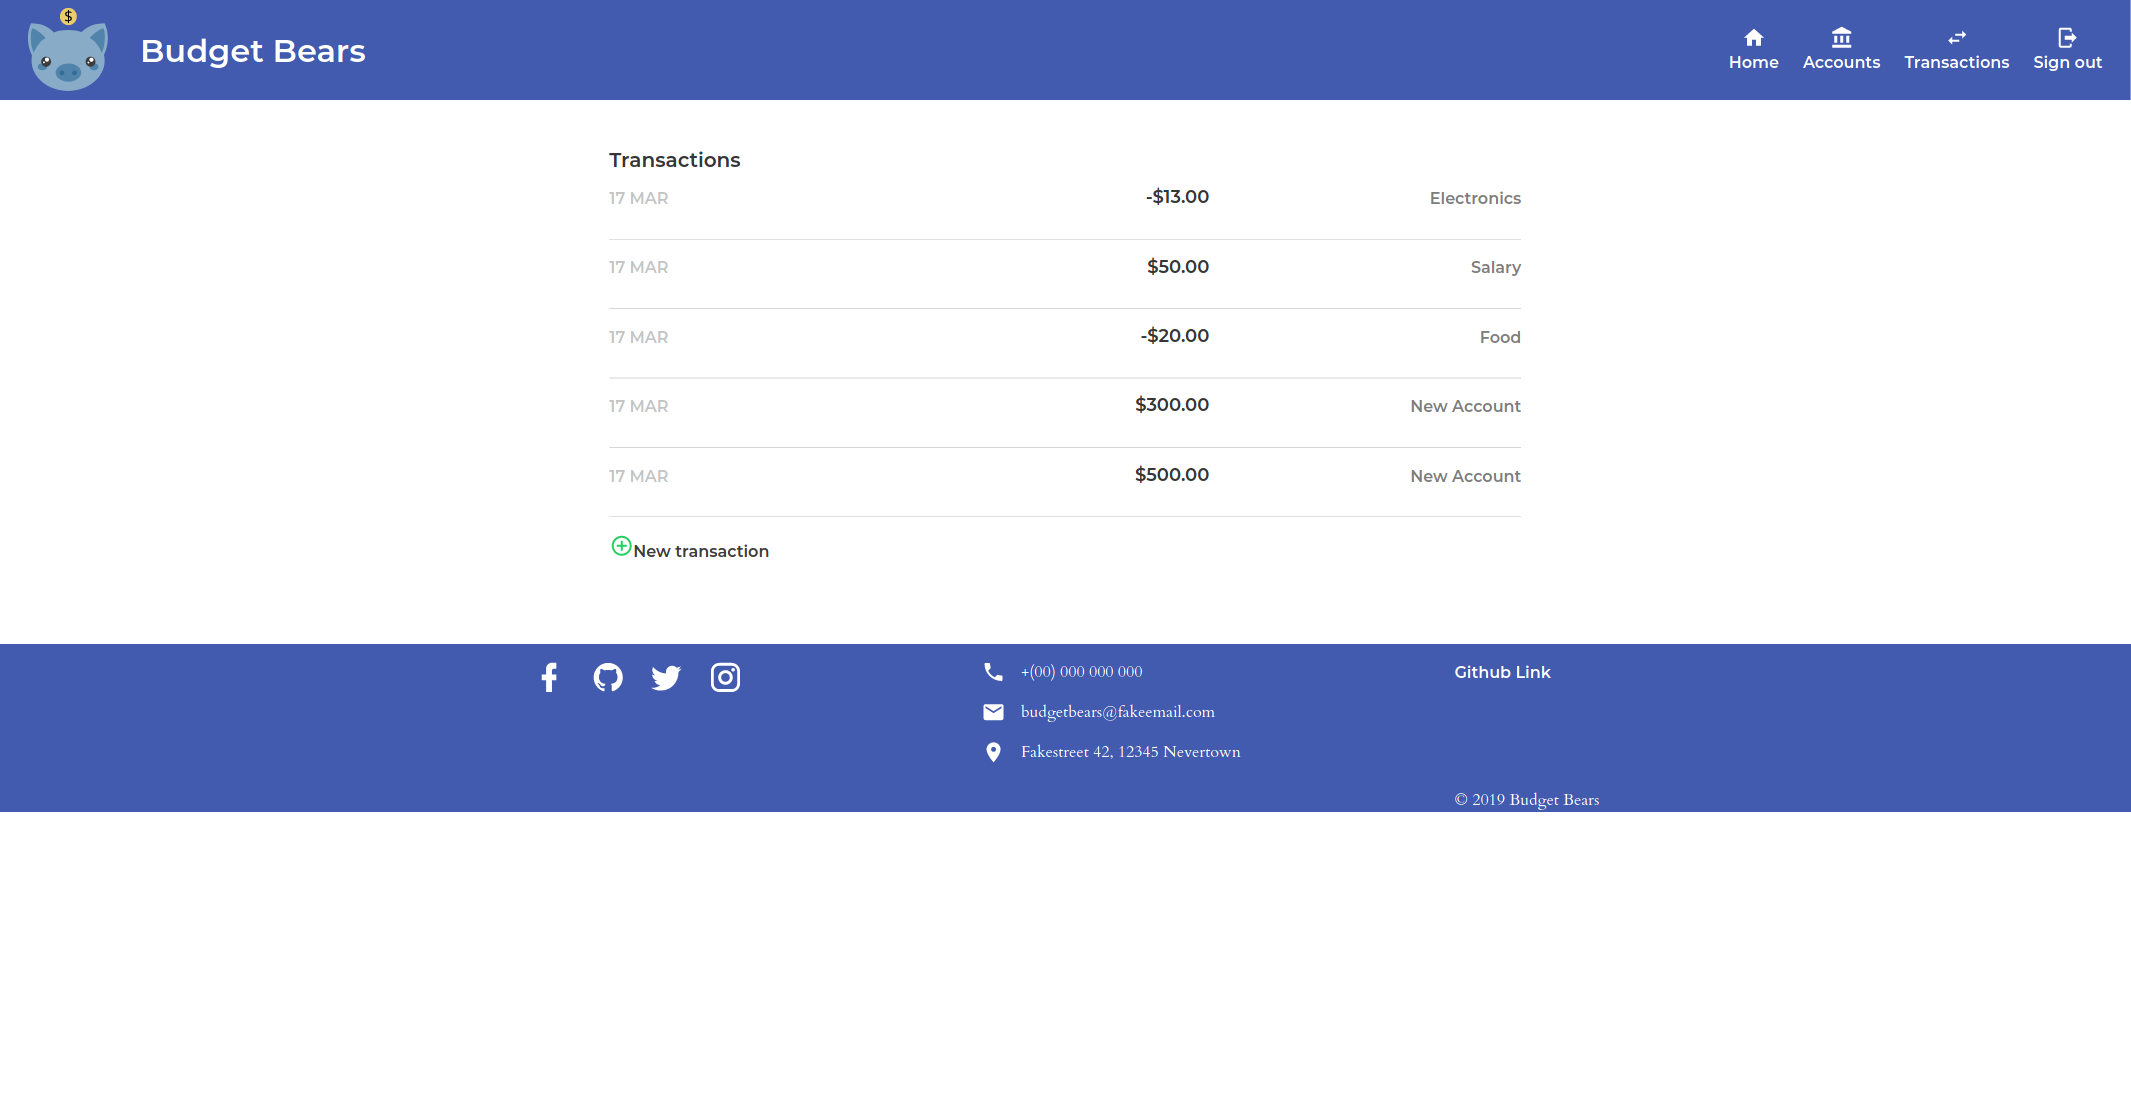 $
Budget Bears
Home Accounts Transactions Sign out
Transactions
17 MAR -$13.00 Electronics
17 MAR $50.00 Salary
17 MAR -$20.00 Food
17 MAR $300.00 New Account
17 MAR $500.00 New Account
New transaction
+(00) 000 000 000
budgetbears@fakeemail.com
Fakestreet 42, 12345 Nevertown
Github Link
© 2019 Budget Bears